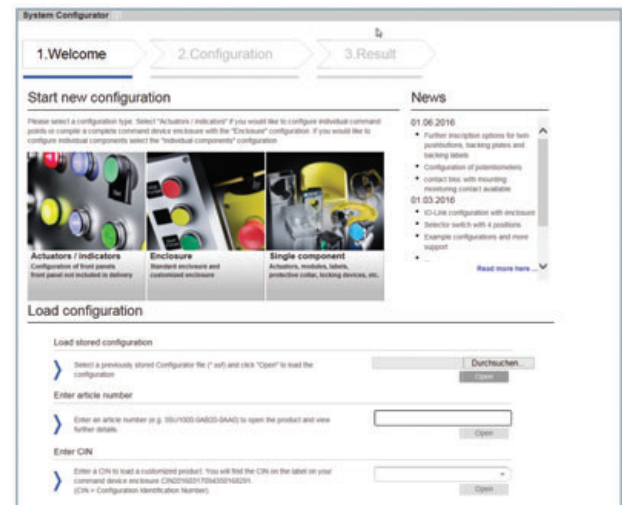 System Configurator
1.Welcome
2.Configuration
3.Result
Start new configuration
Please select a configuration type. Select "Actuators / indicators" if you would like to configure individual command
points or compile a complete command device enclosure with the "Enclosure" configuration. If you would like to
configure individual components select the "Individual components" configuration
Actuators / indicators
Configuration of front panels
front panel not included in delivery
Enclosure
Standard enclosure and
customized enclosure
Single component
Actuators, modules, labels,
protective collar, locking devices, etc.
News
01.06.2016
Further inscription options for twin
pushbuttons, backing plates and
backing labels
Configuration of potentiometers
contact bloc with mounting
monitoring contact available
01.03.2016
IO-Link configuration with enclosure
Selector switch with 4 positions
Example configurations and more
support
...
Read more here ...
Load configuration
Load stored configuration
Select a previously stored Configurator file (*.ssf) and click "Open" to load the
configuration
Durchsuchen...
Open
Enter article number
Enter an article number (e.g. 3SU1000-0AB20-0AA0) to open the product and view
further details.
Open
Enter CIN
Enter a CIN to load a customized product. You will find the CIN on the label on your
command device enclosure
(CIN = Configuration Identification Number).
Open